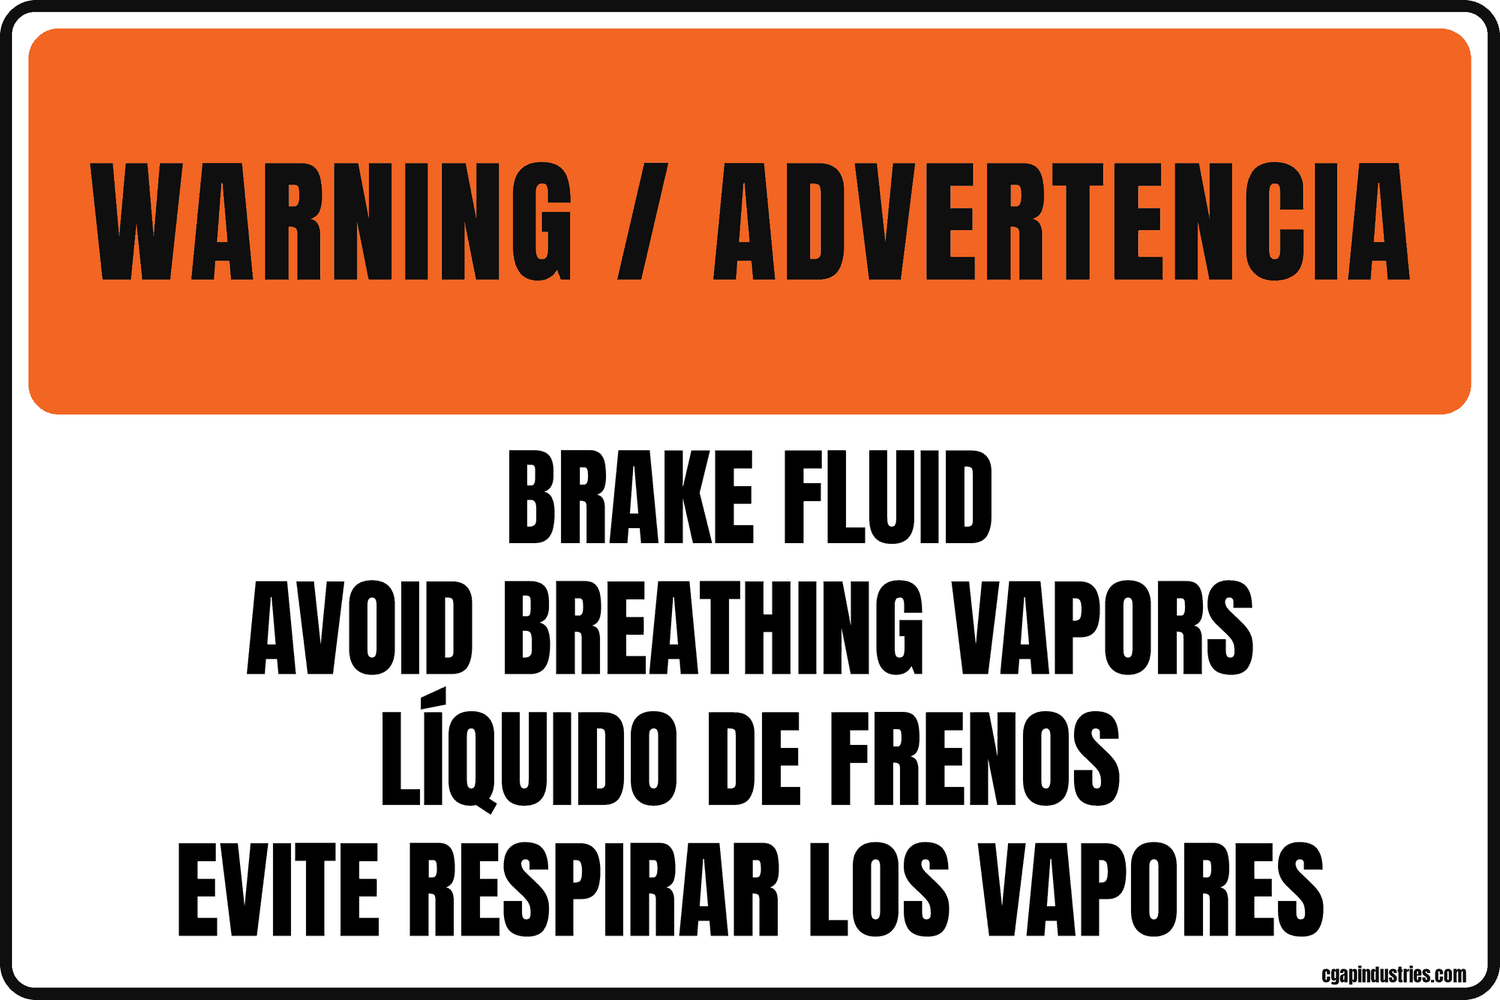 WARNING / ADVERTENCIA
BRAKE FLUID
AVOID BREATHING VAPORS
LÍQUIDO DE FRENOS
EVITE RESPIRAR LOS VAPORES
cgapindustries.com